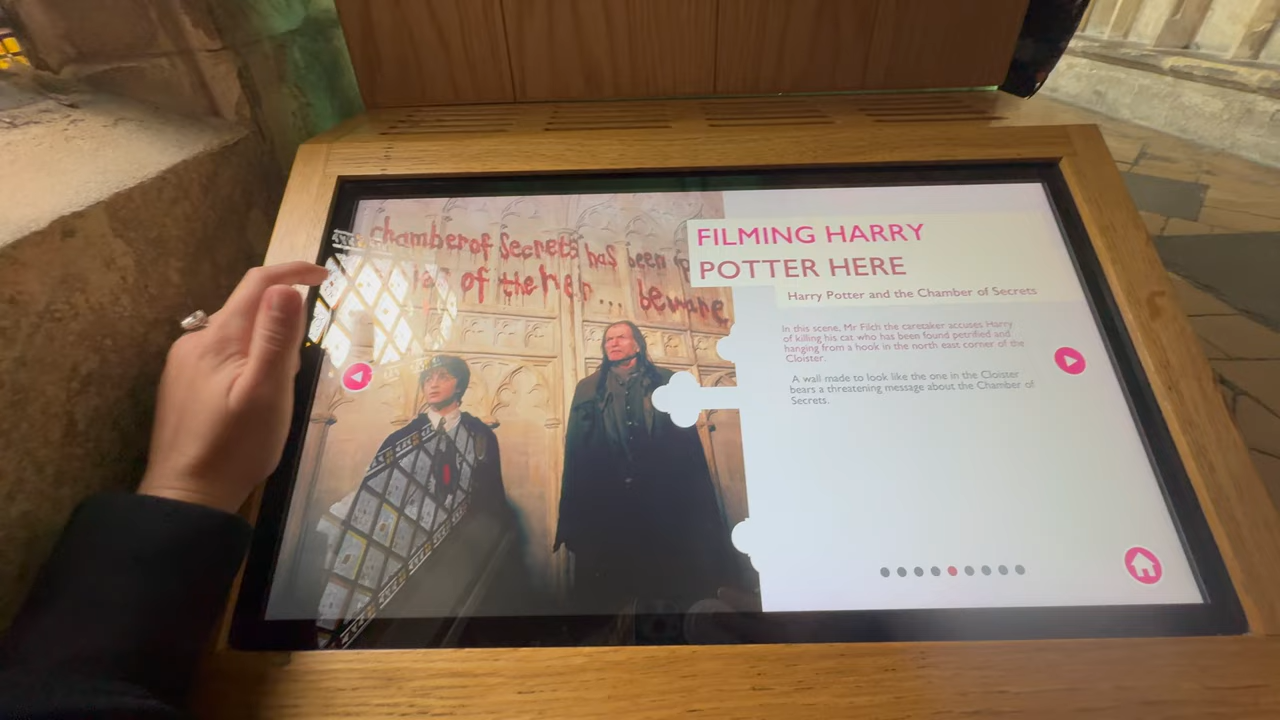 chamber of Secrets has been
of the heir... beware
FILMING HARRY
POTTER HERE
Harry Potter and the Chamber of Secrets
In this scene, Mr Filch the caretaker accuses Harry
of killing his cat who has been found petrified and
hanging from a hook in the north east corner of the
Cloister.
A wall made to look like the one in the Cloister
bears a threatening message about the Chamber of
Secrets.